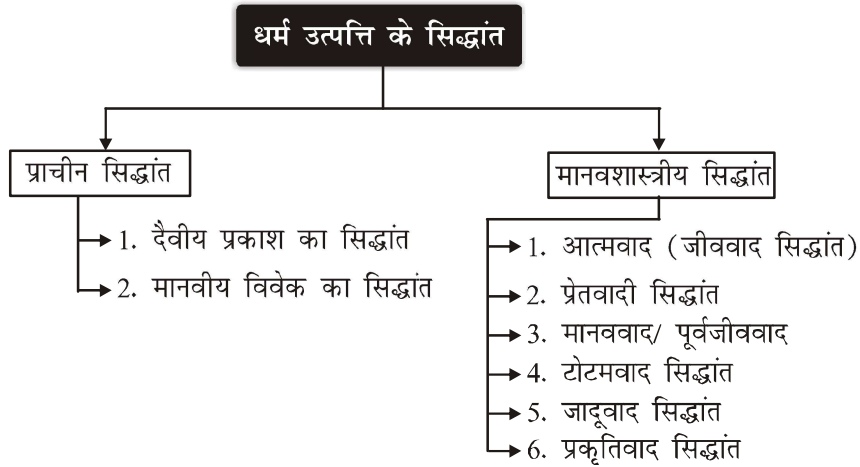 धर्म उत्पत्ति के सिद्धांत
प्राचीन सिद्धांत
1. दैवीय प्रकाश का सिद्धांत
2. मानवीय विवेक का सिद्धांत
मानवशास्त्रीय सिद्धांत
1. आत्मवाद (जीववाद सिद्धांत)
2. प्रेतवादी सिद्धांत
3. मानववाद/ पूर्वजीववाद
4. टोटमवाद सिद्धांत
5. जादूवाद सिद्धांत
6. प्रकृतिवाद सिद्धांत